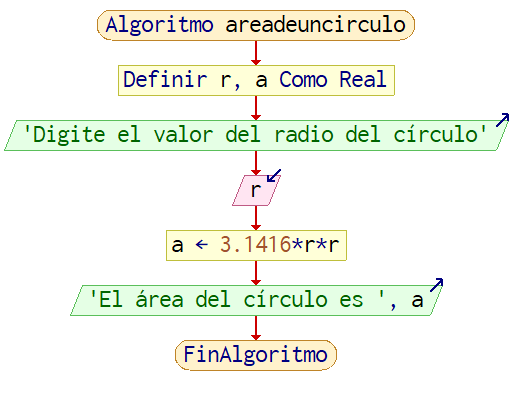 Algoritmo areadeuncirculo
Definir r, a Como Real
'Digite el valor del radio del círculo'
r
a ← 3.1416*r*r
'El área del círculo es ', a
FinAlgoritmo